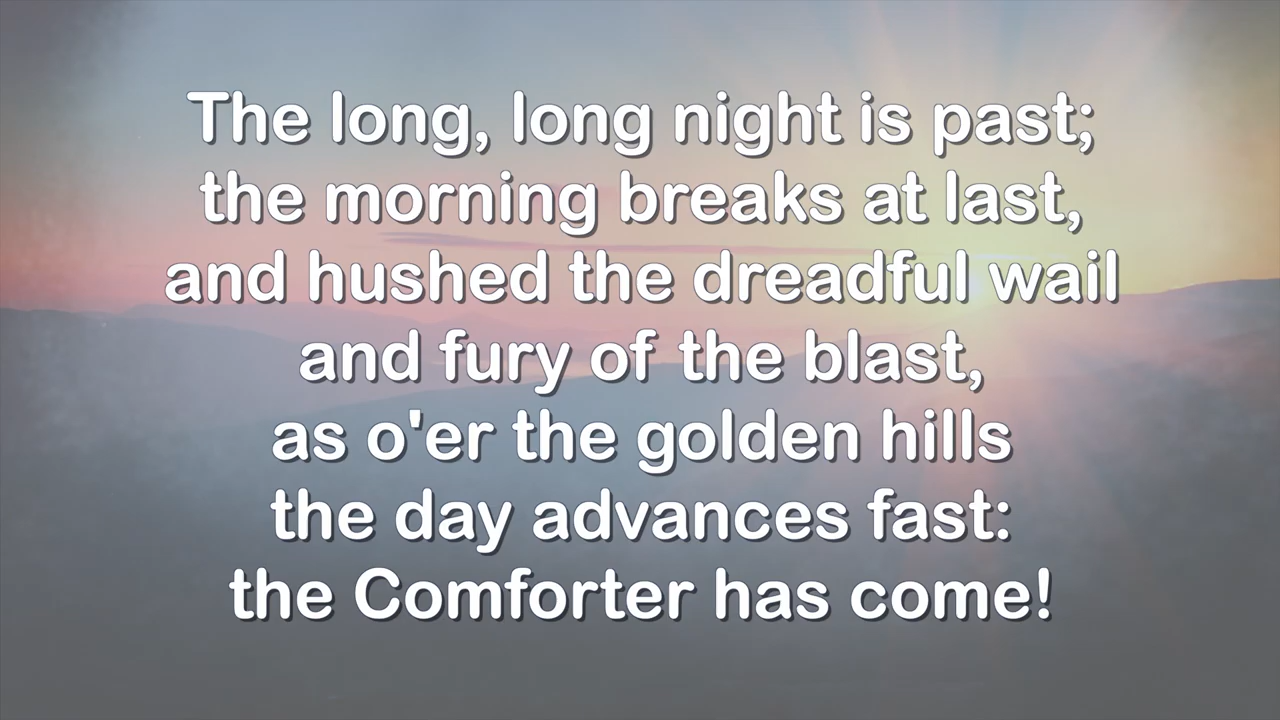 The long, long night is past;
the morning breaks at last,
and hushed the dreadful wail
and fury of the blast,
as o'er the golden hills
the day advances fast:
the Comforter has come!